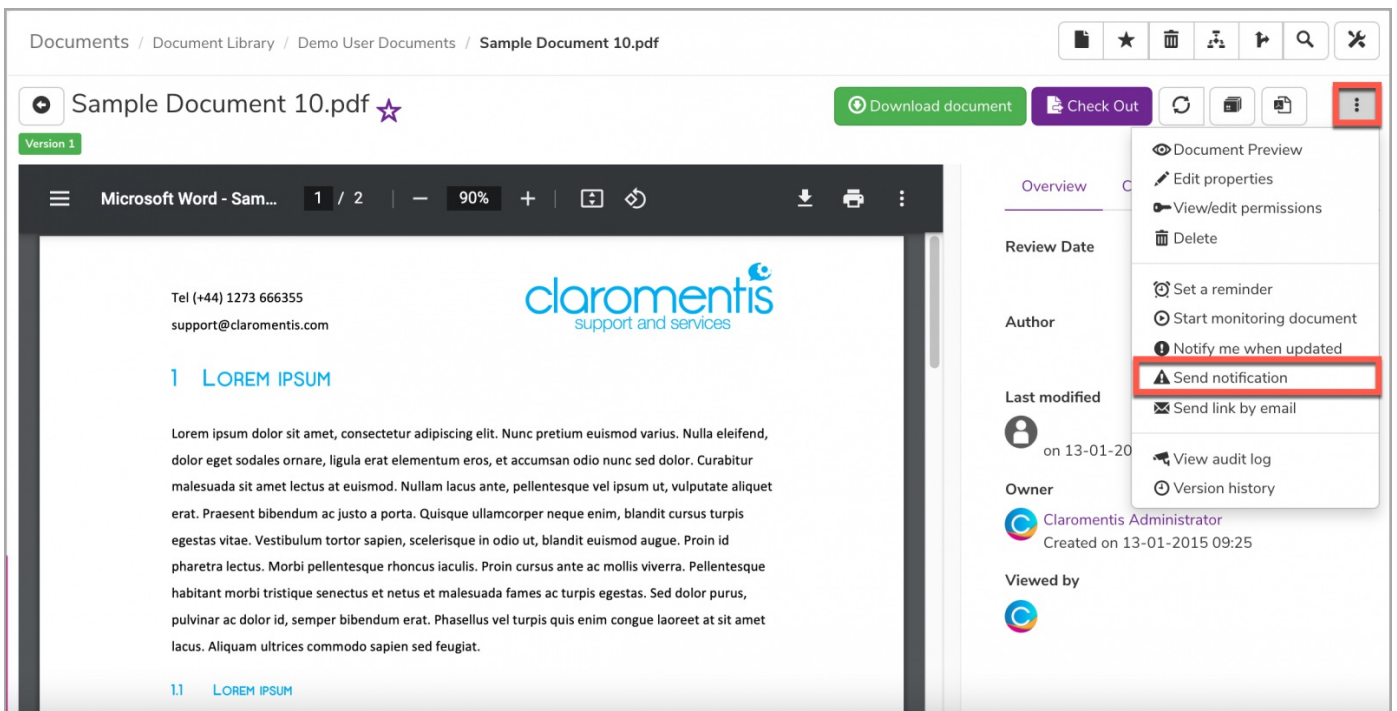 Documents / Document Library / Demo User Documents / Sample Document 10.pdf
Sample Document 10.pdf
Download document
Check Out
Version 1
Microsoft Word - Sam... 1 / 2 90%
Tel (+44) 1273 666355
support@claromentis.com
claromentis
support and services
1 LOREM IPSUM
Lorem ipsum dolor sit amet, consectetur adipiscing elit. Nunc pretium euismod varius. Nulla eleifend,
dolor eget sodales ornare, ligula erat elementum eros, et accumsan odio nunc sed dolor. Curabitur
malesuada sit amet lectus at euismod. Nullam lacus ante, pellentesque vel ipsum ut, vulputate aliquet
erat. Praesent bibendum ac justo a porta. Quisque ullamcorper neque enim, blandit cursus turpis
egestas vitae. Vestibulum tortor sapien, scelerisque in odio ut, blandit euismod augue. Proin id
pharetra lectus. Morbi pellentesque rhoncus iaculis. Proin cursus ante ac mollis viverra. Pellentesque
habitant morbi tristique senectus et netus et malesuada fames ac turpis egestas. Sed dolor purus,
pulvinar ac dolor id, semper bibendum erat. Phasellus vel turpis quis enim congue laoreet at sit amet
lacus. Aliquam ultrices commodo sapien sed feugiat.
1.1 LOREM IPSUM
Overview C
Review Date
Author
Last modified
on 13-01-20
Owner
Claromentis Administrator
Created on 13-01-2015 09:25
Viewed by
Document Preview
Edit properties
View/edit permissions
Delete
Set a reminder
Start monitoring document
Notify me when updated
Send notification
Send link by email
View audit log
Version history